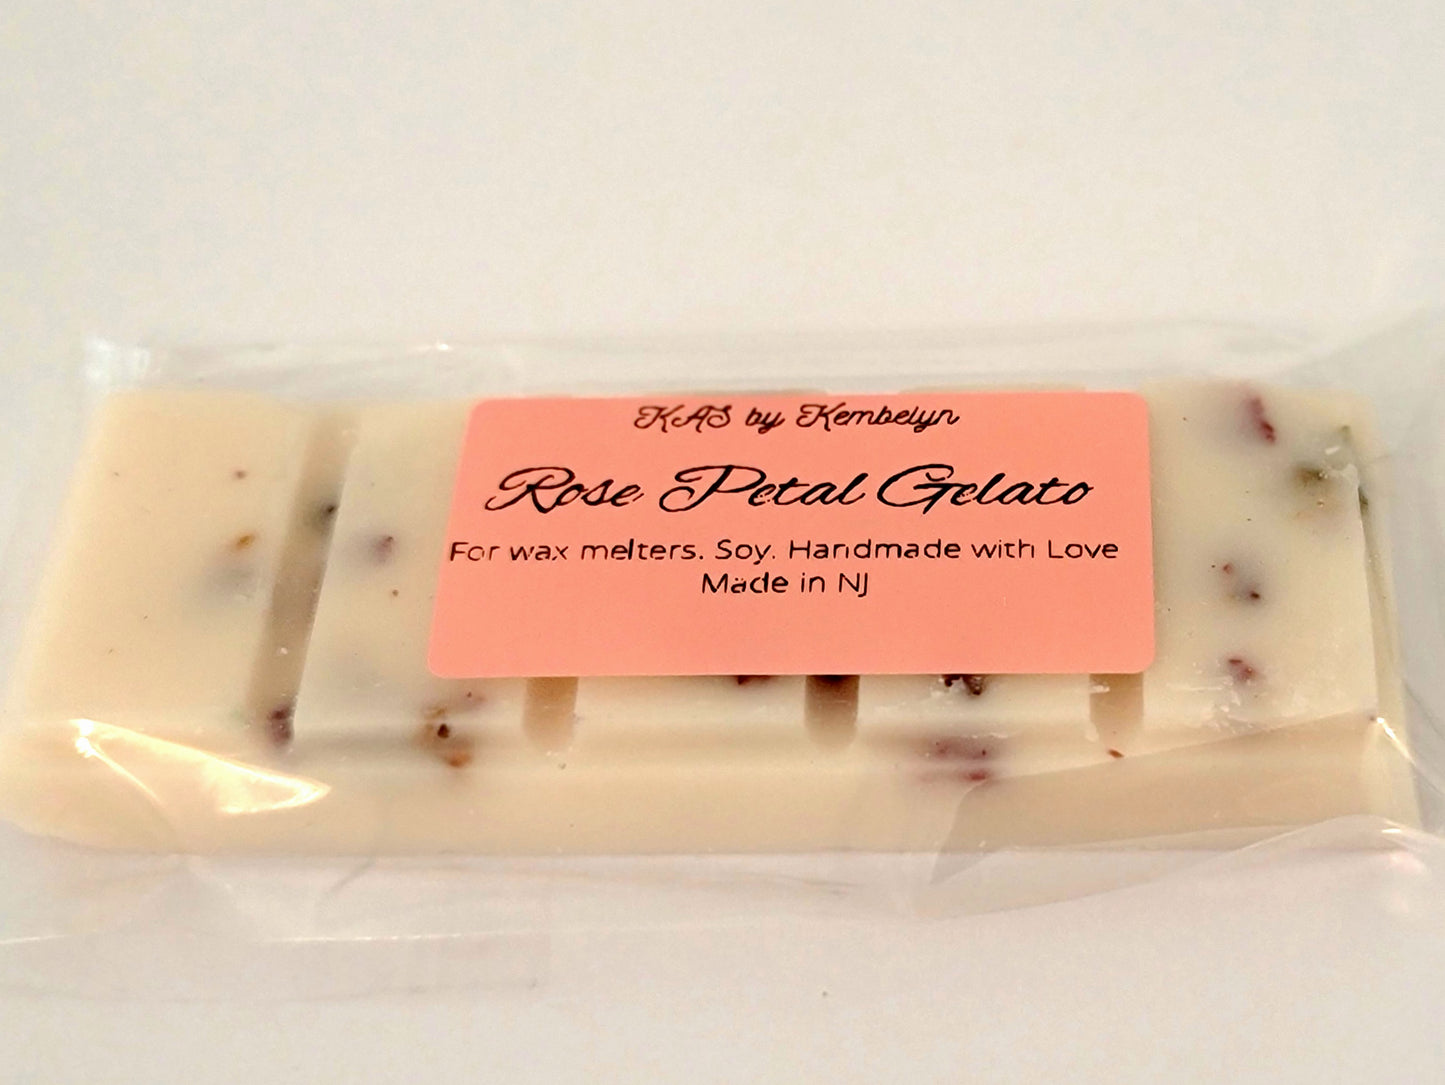 KAS by Kembelyn
Rose Petal Gelato
For wax melters. Soy. Handmade with Love
Made in NJ